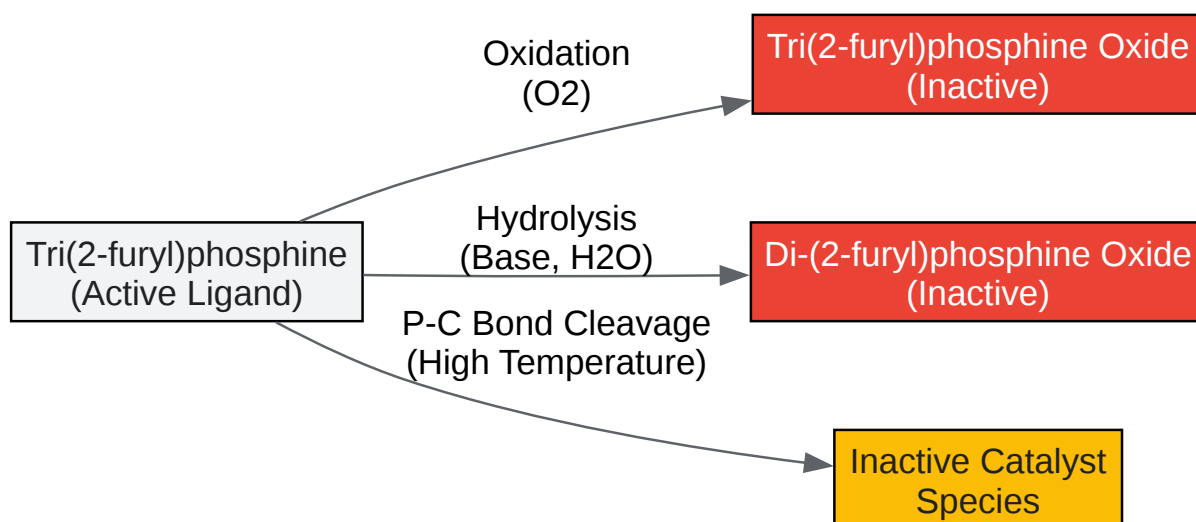 Oxidation
(O2)
Tri(2-furyl)phosphine Oxide
(Inactive)
Tri(2-furyl)phosphine
(Active Ligand)
Hydrolysis
(Base, H2O)
Di-(2-furyl)phosphine Oxide
(Inactive)
P-C Bond Cleavage
(High Temperature)
Inactive Catalyst
Species